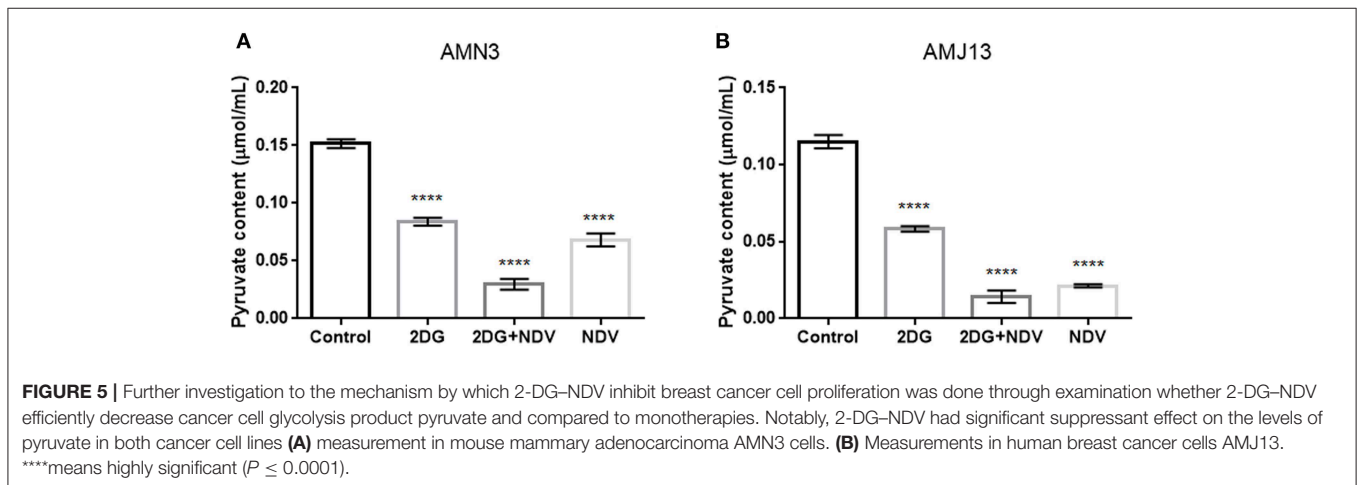 A
AMN3
Pyruvate content (µmol/mL)
0.20
0.15
0.10
0.05
0.00
****
****
****
Control 2DG 2DG+NDV NDV
B
AMJ13
Pyruvate content (µmol/mL)
0.15
0.10
0.05
0.00
****
****
****
Control 2DG 2DG+NDV NDV
FIGURE 5 | Further investigation to the mechanism by which 2-DG–NDV inhibit breast cancer cell proliferation was done through examination whether 2-DG–NDV
efficiently decrease cancer cell glycolysis product pyruvate and compared to monotherapies. Notably, 2-DG–NDV had significant suppressant effect on the levels of
pyruvate in both cancer cell lines (A) measurement in mouse mammary adenocarcinoma AMN3 cells. (B) Measurements in human breast cancer cells AMJ13.
****means highly significant (P ≤ 0.0001).